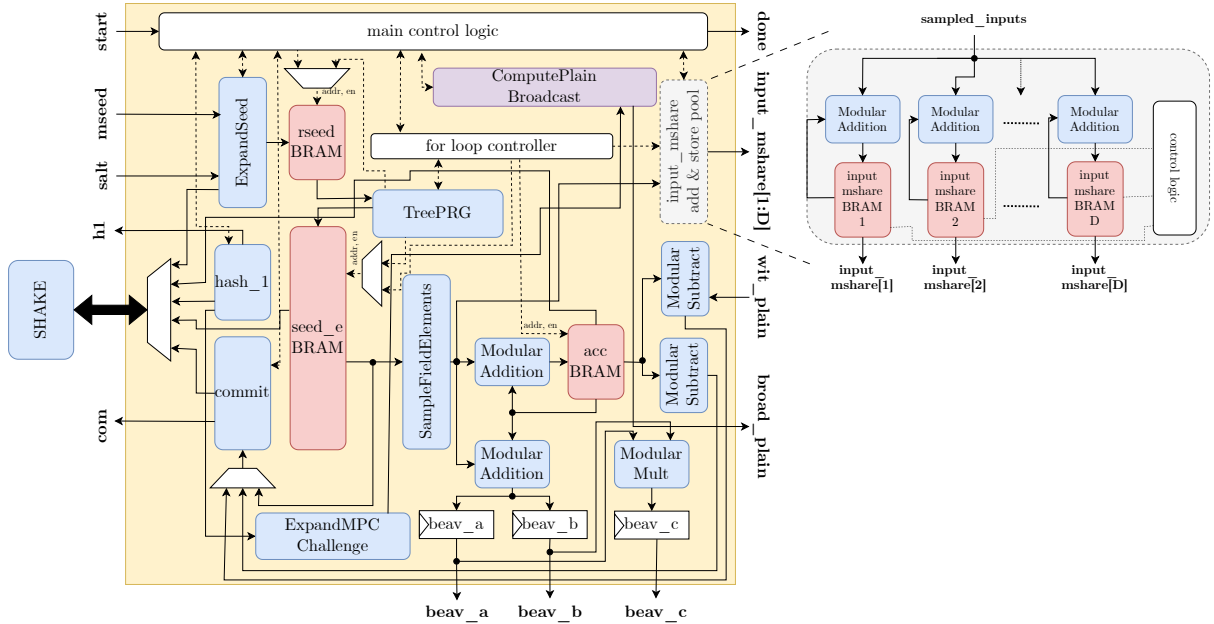 start
main control logic
done
sampled_inputs
mseed
ExpandSeed
addr, en
rseed
BRAM
ComputePlain
Broadcast
for loop controller
input_mshare
add & store pool
input_mshare[1:D]
Modular
Addition
Modular
Addition
Modular
Addition
input
mshare
BRAM
1
input
mshare
BRAM
2
input
mshare
BRAM
D
control logic
input_
mshare[1]
input_
mshare[2]
input_
mshare[D]
salt
TreePRG
h1
hash_1
addr, en
seed_e
BRAM
SHAKE
SampleFieldElements
Modular
Subtract
wit_plain
addr, en
Modular
Addition
acc
BRAM
Modular
Subtract
commit
com
broad_plain
Modular
Addition
Modular
Mult
ExpandMPC
Challenge
beav_a
beav_b
beav_c
beav_a
beav_b
beav_c